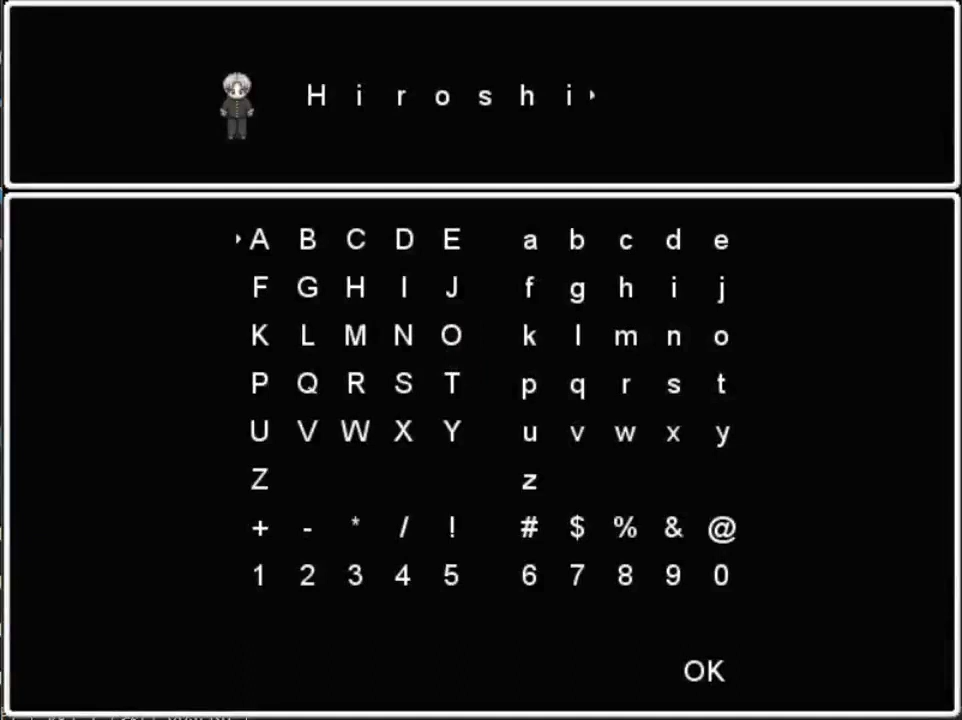 Hiroshi
A B C D E a b c d e
F G H I J f g h i j
K L M N O k l m n o
P Q R S T p q r s t
U V W X Y u v w x y
Z z
+ - * / ! # $ % & @
1 2 3 4 5 6 7 8 9 0
OK